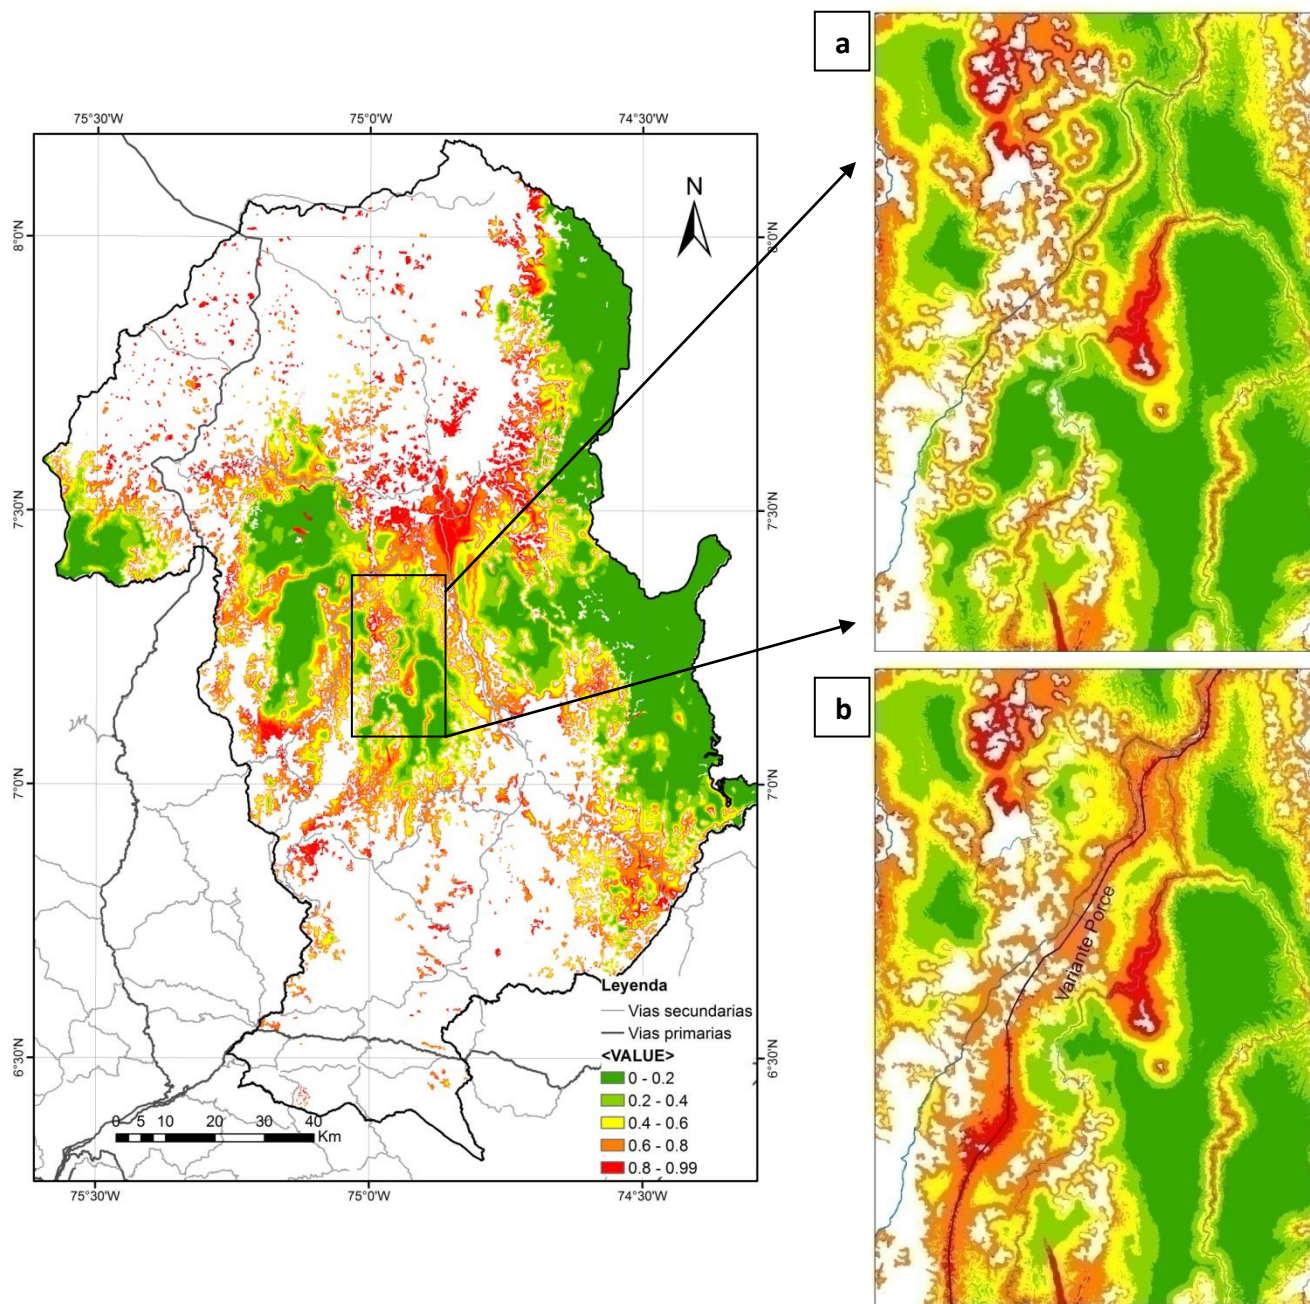 a
75°30'W 75°0'W 74°30'W
N
8°0'N 8°0'N
7°30'N 7°30'N
b
7°0'N 7°0'N
Variante Porce
Leyenda
Vias secundarias
Vias primarias
<VALUE>
6°30'N 6°30'N
0 - 0.2
0.2 - 0.4
0.4 - 0.6
0.6 - 0.8
0.8 - 0.99
0 5 10 20 30 40
Km
75°30'W 75°0'W 74°30'W